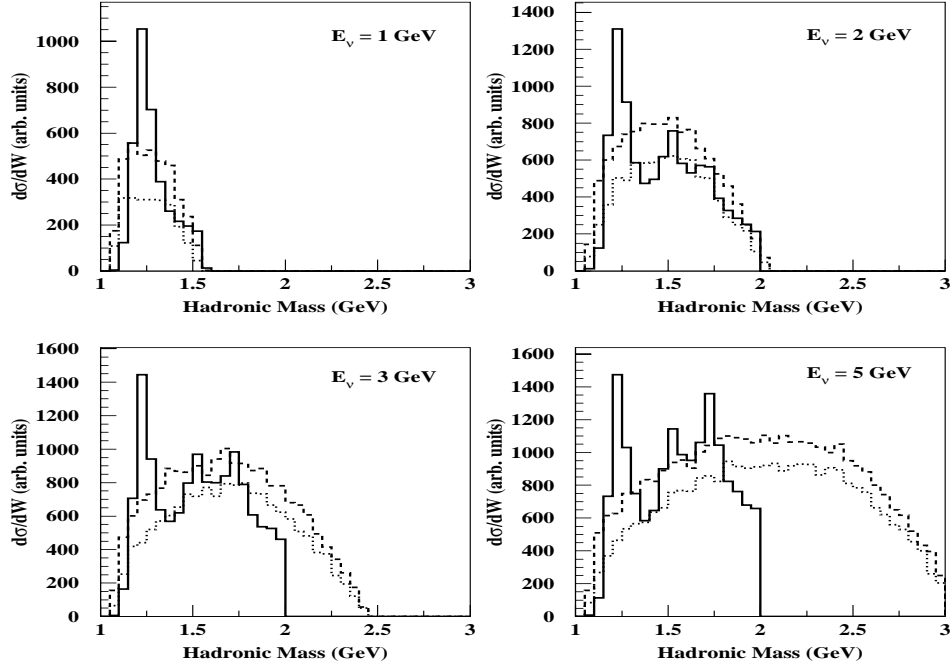 E_ν = 1 GeV
dσ/dW (arb. units)
1000
800
600
400
200
0
1 1.5 2 2.5 3
Hadronic Mass (GeV)
E_ν = 2 GeV
dσ/dW (arb. units)
1400
1200
1000
800
600
400
200
0
1 1.5 2 2.5 3
Hadronic Mass (GeV)
E_ν = 3 GeV
dσ/dW (arb. units)
1600
1400
1200
1000
800
600
400
200
0
1 1.5 2 2.5 3
Hadronic Mass (GeV)
E_ν = 5 GeV
dσ/dW (arb. units)
1600
1400
1200
1000
800
600
400
200
0
1 1.5 2 2.5 3
Hadronic Mass (GeV)